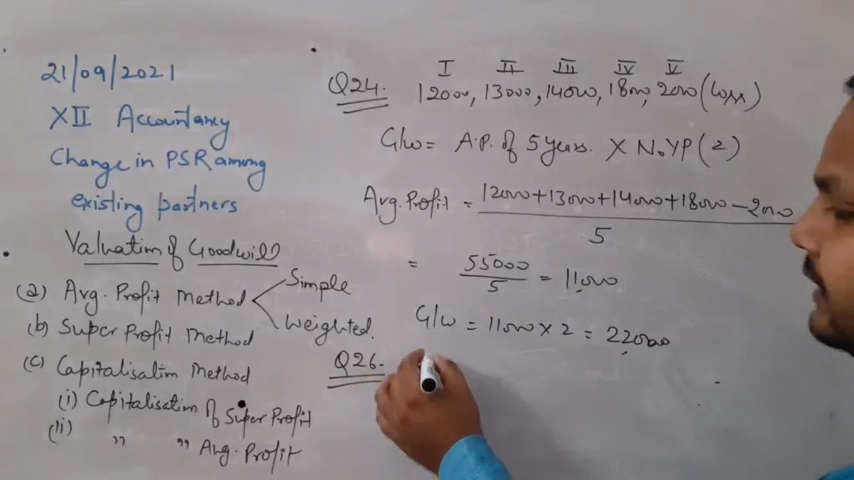 21/09/2021
XII Accountancy
Change in PSR among
existing partners
Valuation of Goodwill
(a) Avg. Profit Method
Simple
Weighted.
(b) Super Profit Method
(c) Capitalisation Method
(i) Capitalisation of Super Profit
(ii) " " Avg. Profit
Q24.
I II III IV V
12000, 13000, 14000, 18000, 2000 (Loss)
G/w = A.P. of 5 years. X N.YP (2)
Avg. Profit = 12000+13000+14000+18000-2000
5
= 55000 = 11000
5
G/w = 11000 × 2 = 22000
Q26.